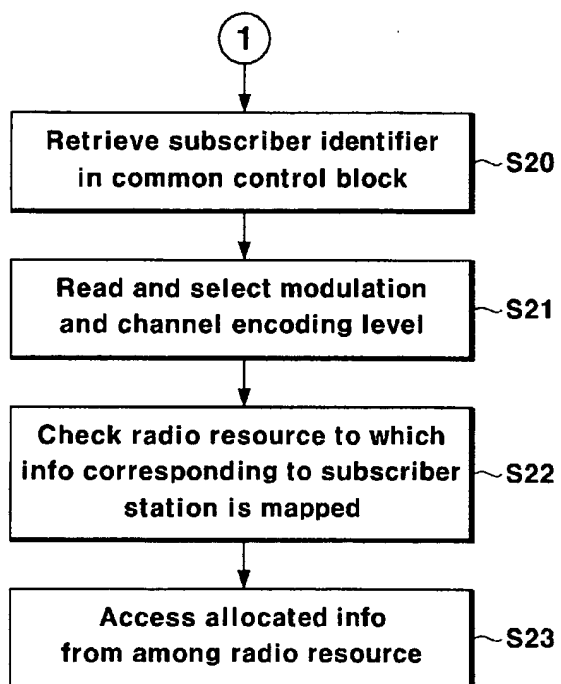 1
Retrieve subscriber identifier
in common control block
S20
Read and select modulation
and channel encoding level
S21
Check radio resource to which
info corresponding to subscriber
station is mapped
S22
Access allocated info
from among radio resource
S23